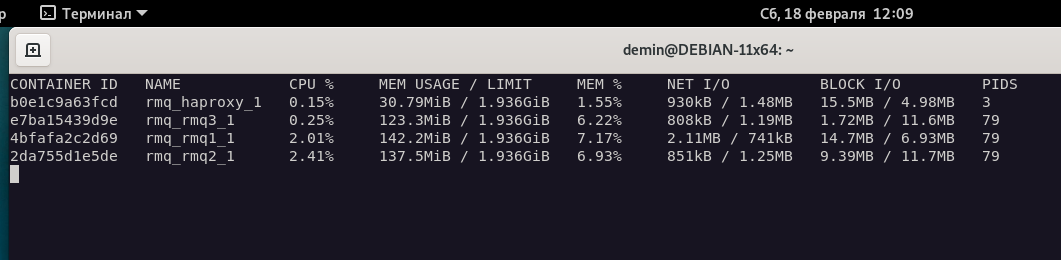 р Терминал Сб, 18 февраля 12:09
demin@DEBIAN-11x64: ~
CONTAINER ID NAME CPU % MEM USAGE / LIMIT MEM % NET I/O BLOCK I/O PIDS
b0e1c9a63fcd rmq_haproxy_1 0.15% 30.79MiB / 1.936GiB 1.55% 930kB / 1.48MB 15.5MB / 4.98MB 3
e7ba15439d9e rmq_rmq3_1 0.25% 123.3MiB / 1.936GiB 6.22% 808kB / 1.19MB 1.72MB / 11.6MB 79
4bfafa2c2d69 rmq_rmq1_1 2.01% 142.2MiB / 1.936GiB 7.17% 2.11MB / 741kB 14.7MB / 6.93MB 79
2da755d1e5de rmq_rmq2_1 2.41% 137.5MiB / 1.936GiB 6.93% 851kB / 1.25MB 9.39MB / 11.7MB 79